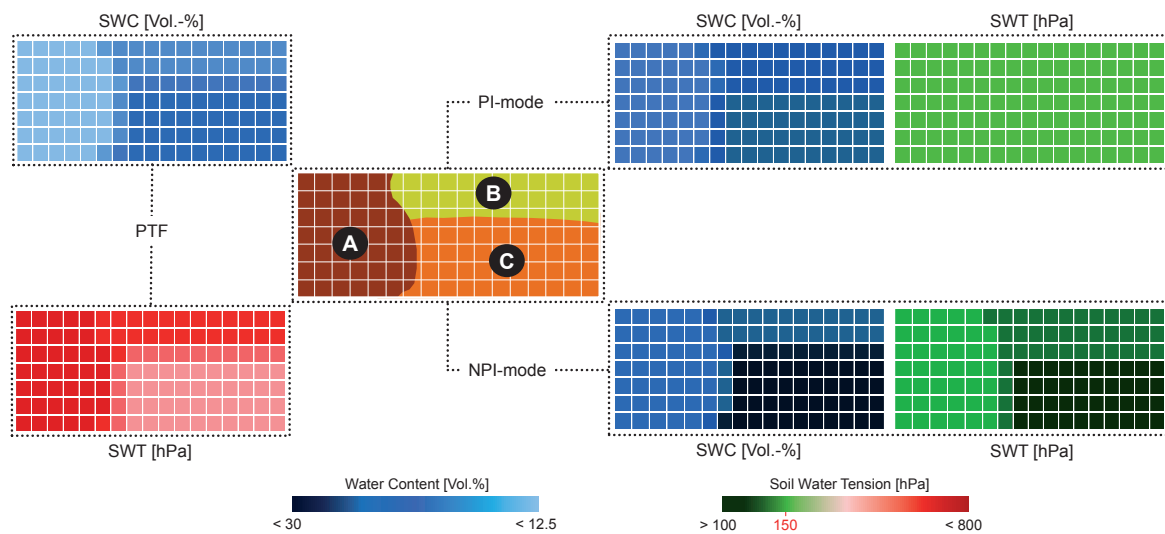 SWC [Vol.-%]
SWC [Vol.-%]
SWT [hPa]
PI-mode
B
PTF
A
C
NPI-mode
SWT [hPa]
SWC [Vol.-%]
SWT [hPa]
Water Content [Vol.%]
< 30
< 12.5
Soil Water Tension [hPa]
> 100
150
< 800